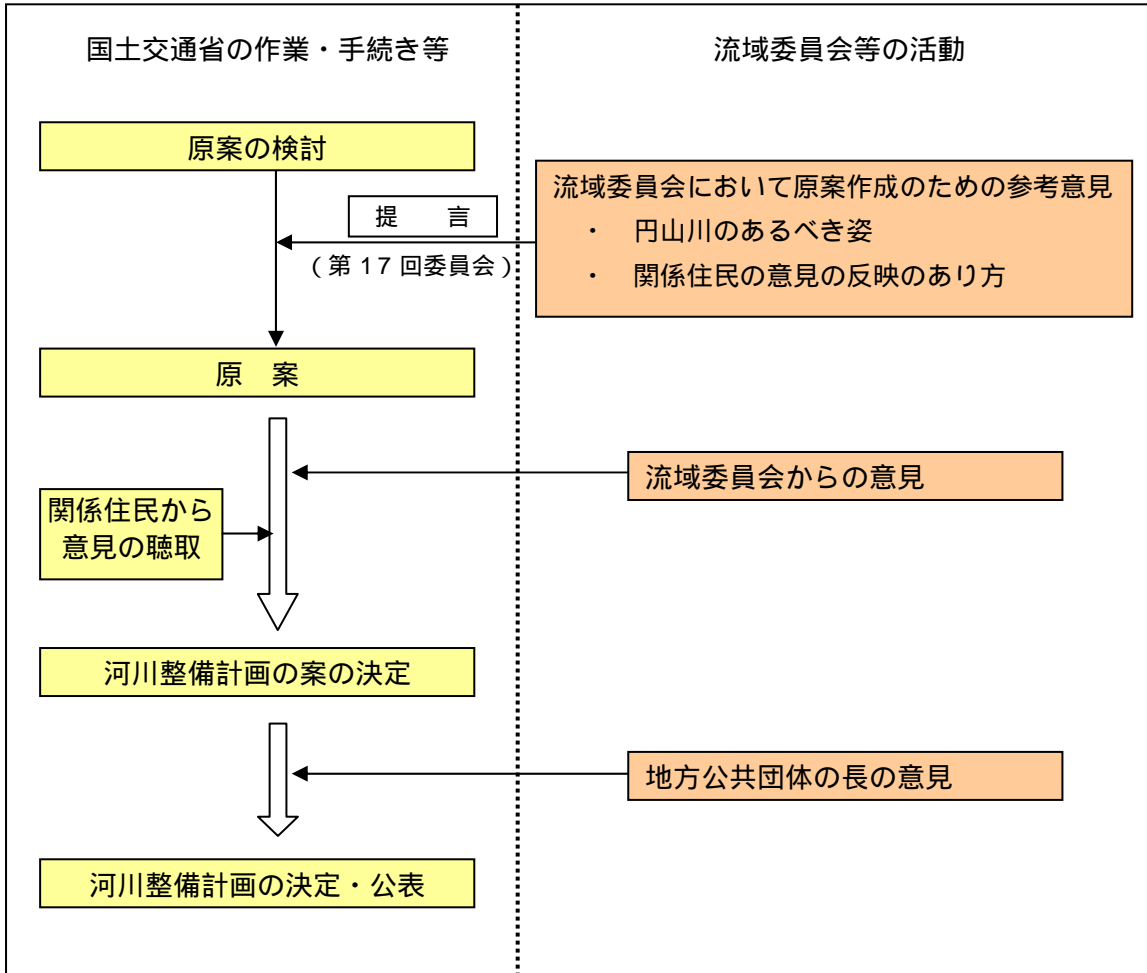 国土交通省の作業・手続き等
流域委員会等の活動
原案の検討
流域委員会において原案作成のための参考意見
・ 円山川のあるべき姿
・ 関係住民の意見の反映のあり方
提 言
(第17回委員会)
原 案
流域委員会からの意見
関係住民から
意見の聴取
河川整備計画の案の決定
地方公共団体の長の意見
河川整備計画の決定・公表